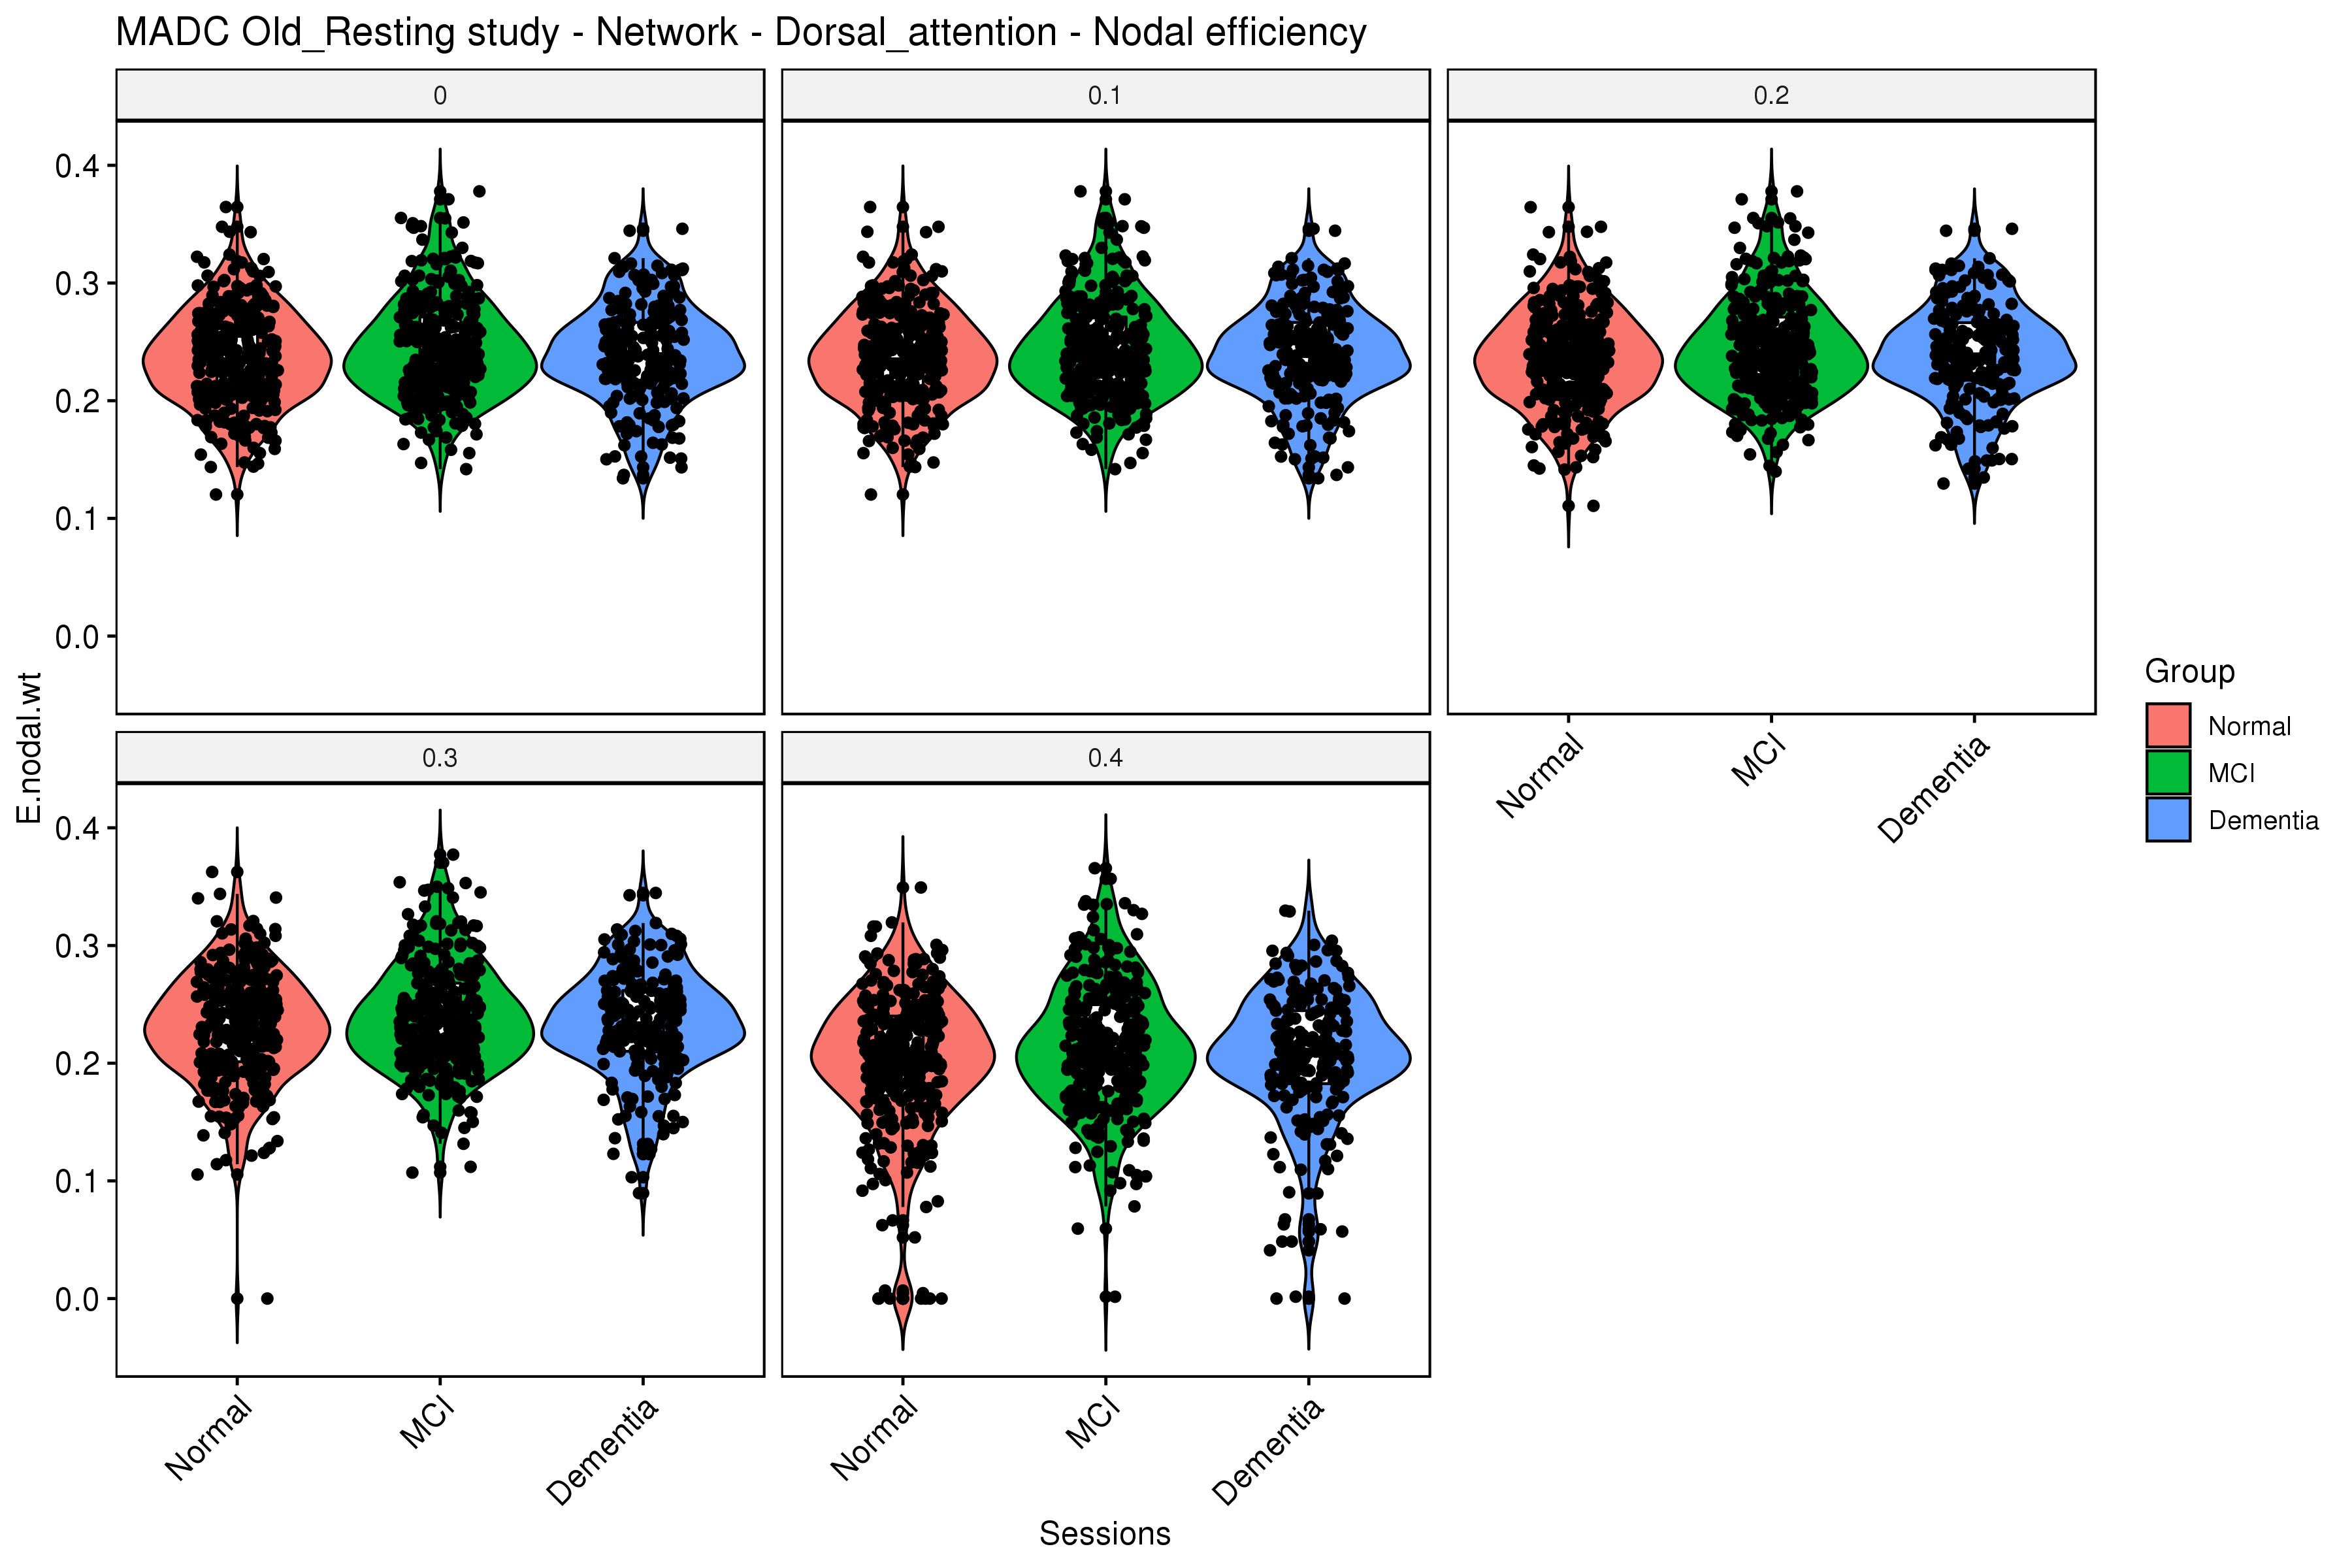 MADC Old_Resting study - Network - Dorsal_attention - Nodal efficiency
0
0.1
0.2
0.4
0.3
0.2
0.1
0.0
E.nodal.wt
Normal
MCI
Dementia
Group
Normal
MCI
Dementia
0.3
0.4
0.4
0.3
0.2
0.1
0.0
Normal
MCI
Dementia
Normal
MCI
Dementia
Sessions